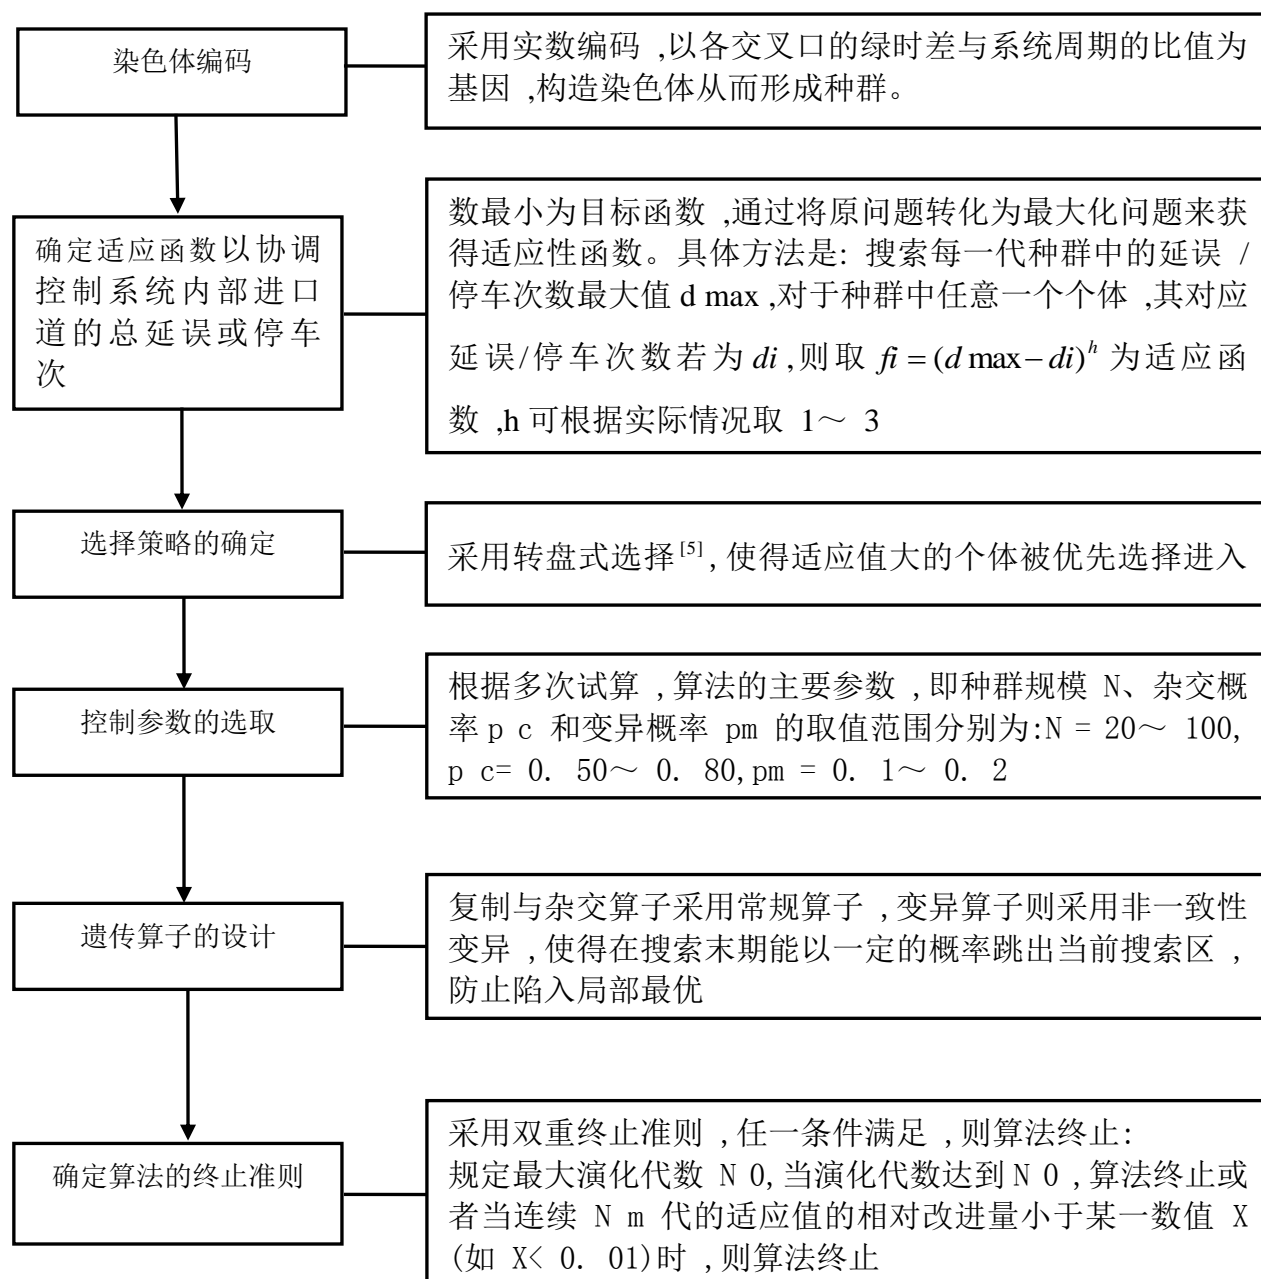 染色体编码
采用实数编码 ,以各交叉口的绿时差与系统周期的比值为
基因 ,构造染色体从而形成种群。
确定适应函数以协调
控制系统内部进口
道的总延误或停车
次
数最小为目标函数 ,通过将原问题转化为最大化问题来获
得适应性函数。具体方法是: 搜索每一代种群中的延误 /
停车次数最大值 d max ,对于种群中任意一个个体 ,其对应
延误/停车次数若为 di ,则取 fi = (d max− di)^h 为适应函
数 ,h 可根据实际情况取 1～ 3
选择策略的确定
采用转盘式选择[5],使得适应值大的个体被优先选择进入
控制参数的选取
根据多次试算 ,算法的主要参数 ,即种群规模 N、杂交概
率 p c 和变异概率 pm 的取值范围分别为:N = 20～ 100,
p c= 0. 50～ 0. 80,pm = 0. 1～ 0. 2
遗传算子的设计
复制与杂交算子采用常规算子 ,变异算子则采用非一致性
变异 ,使得在搜索末期能以一定的概率跳出当前搜索区 ,
防止陷入局部最优
确定算法的终止准则
采用双重终止准则 ,任一条件满足 ,则算法终止:
规定最大演化代数 N 0,当演化代数达到 N 0 ,算法终止或
者当连续 N m 代的适应值的相对改进量小于某一数值 X
(如 X< 0. 01)时 ,则算法终止